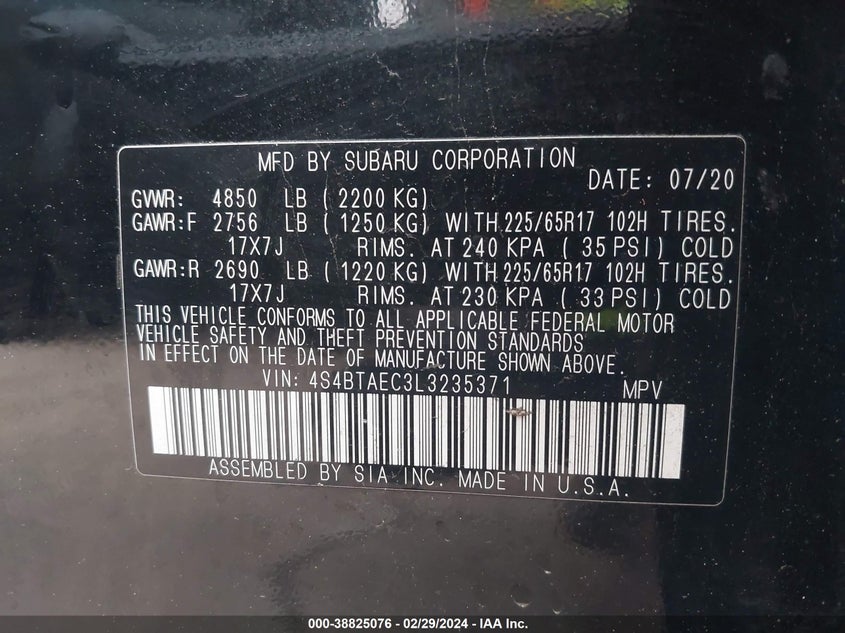 MFD BY SUBARU CORPORATION
DATE: 07/20
GVWR: 4850 LB (2200 KG)
GAWR:F 2756 LB (1250 KG) WITH 225/65R17 102H TIRES.
17X7J RIMS. AT 240 KPA (35 PSI) COLD
GAWR:R 2690 LB (1220 KG) WITH 225/65R17 102H TIRES.
17X7J RIMS. AT 230 KPA (33 PSI) COLD
THIS VEHICLE CONFORMS TO ALL APPLICABLE FEDERAL MOTOR
VEHICLE SAFETY AND THEFT PREVENTION STANDARDS
IN EFFECT ON THE DATE OF MANUFACTURE SHOWN ABOVE.
VIN: 4S4BTAEC3L3235371 MPV
ASSEMBLED BY SIA INC. MADE IN U.S.A.
000-38825076 - 02/29/2024 - IAA Inc.